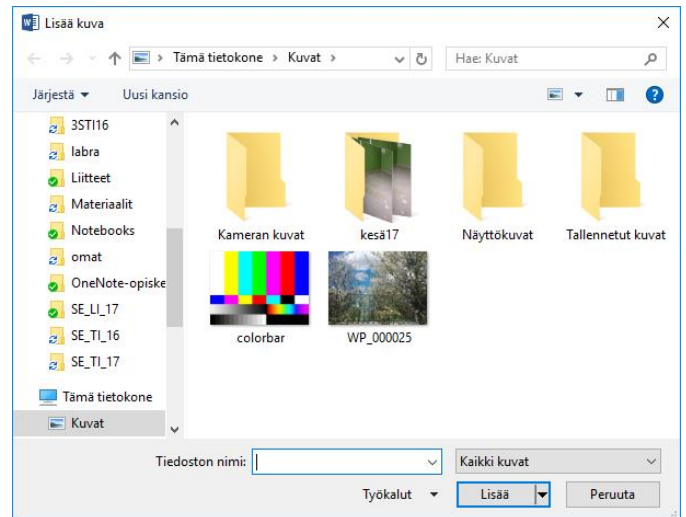 Lisää kuva
Tämä tietokone > Kuvat >
Hae: Kuvat
Järjestä
Uusi kansio
3STI16
labra
Liitteet
Materiaalit
Notebooks
omat
OneNote-opiske
SE_LI_17
SE_TI_16
SE_TI_17
Tämä tietokone
Kuvat
Kameran kuvat
kesä17
Näyttökuvat
Tallennetut kuvat
colorbar
WP_000025
Tiedoston nimi:
Kaikki kuvat
Työkalut
Lisää
Peruuta